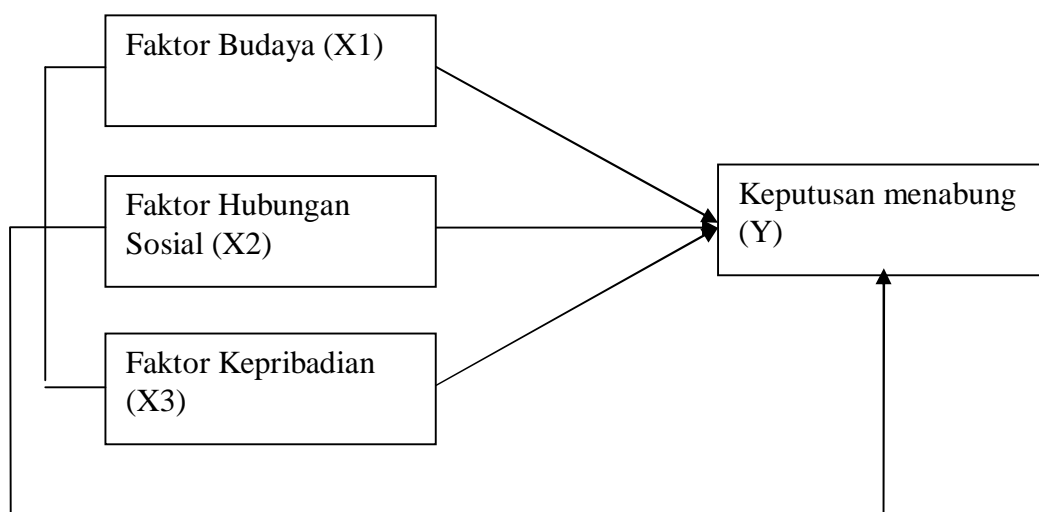 Faktor Budaya (X1)
Faktor Hubungan
Sosial (X2)
Faktor Kepribadian
(X3)
Keputusan menabung
(Y)